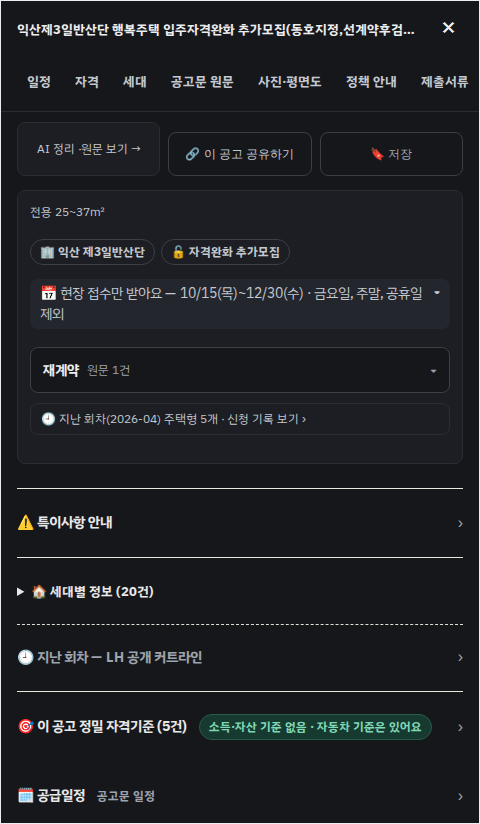 익산제3일반산단 행복주택 입주자격완화 추가모집(동호지정,선계약후검... ✕
일정 자격 세대 공고문 원문 사진·평면도 정책 안내 제출서류
AI 정리 ·원문 보기 →
🔗 이 공고 공유하기
🔖 저장
전용 25~37m²
🏢 익산 제3일반산단 🔓 자격완화 추가모집
📅 현장 접수만 받아요 — 10/15(목)~12/30(수) · 금요일, 주말, 공휴일
제외
재계약 원문 1건
🕘 지난 회차(2026-04) 주택형 5개 · 신청 기록 보기 ›
⚠️ 특이사항 안내 ›
▶ 🏠 세대별 정보 (20건)
🕘 지난 회차 — LH 공개 커트라인 ›
🎯 이 공고 정밀 자격기준 (5건) 소득·자산 기준 없음 · 자동차 기준은 있어요 ›
🗓️ 공급일정 공고문 일정 ›